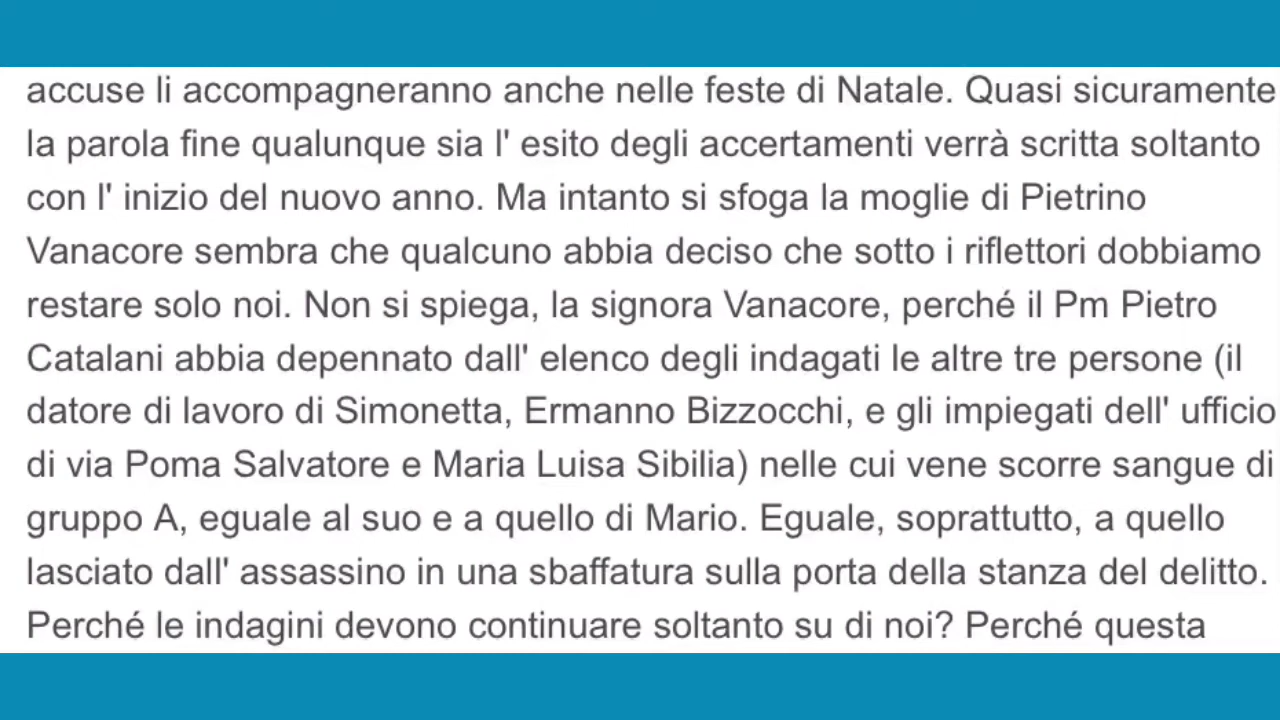 accuse li accompagneranno anche nelle feste di Natale. Quasi sicuramente
la parola fine qualunque sia l' esito degli accertamenti verrà scritta soltanto
con l' inizio del nuovo anno. Ma intanto si sfoga la moglie di Pietrino
Vanacore sembra che qualcuno abbia deciso che sotto i riflettori dobbiamo
restare solo noi. Non si spiega, la signora Vanacore, perché il Pm Pietro
Catalani abbia depennato dall' elenco degli indagati le altre tre persone (il
datore di lavoro di Simonetta, Ermanno Bizzocchi, e gli impiegati dell' ufficio
di via Poma Salvatore e Maria Luisa Sibilia) nelle cui vene scorre sangue di
gruppo A, eguale al suo e a quello di Mario. Eguale, soprattutto, a quello
lasciato dall' assassino in una sbaffatura sulla porta della stanza del delitto.
Perché le indagini devono continuare soltanto su di noi? Perché questa